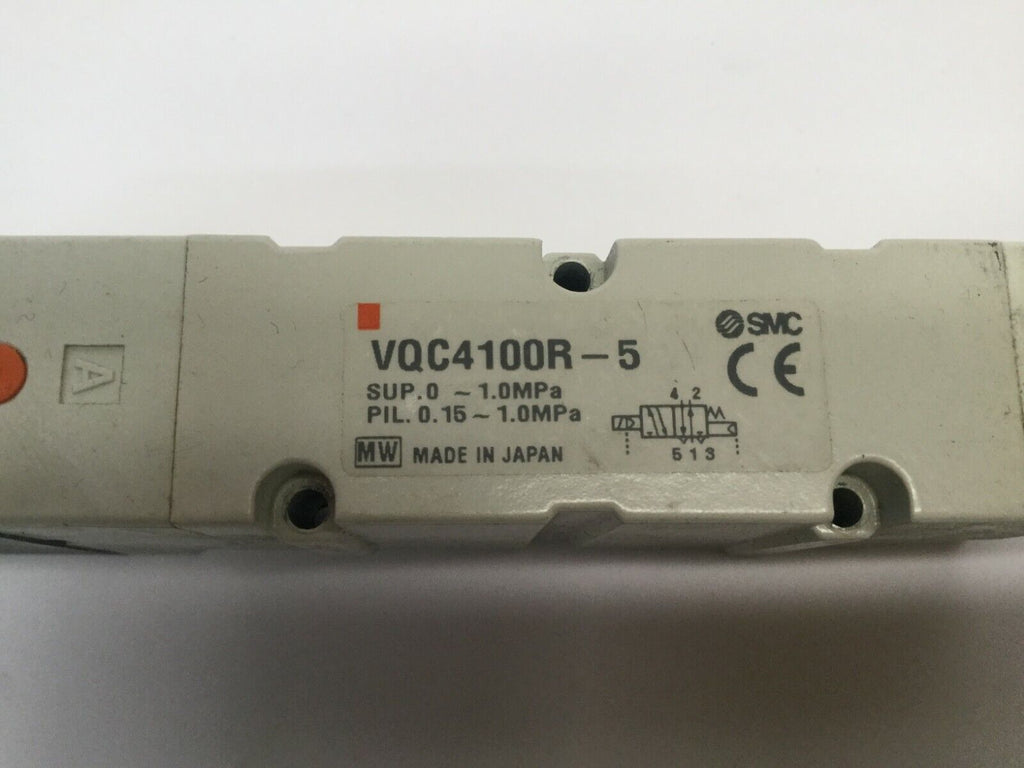 A
SMC
VQC4100R-5
CE
SUP.0 ~ 1.0MPa
PIL. 0.15 ~ 1.0MPa
4 2
5 1 3
MW MADE IN JAPAN